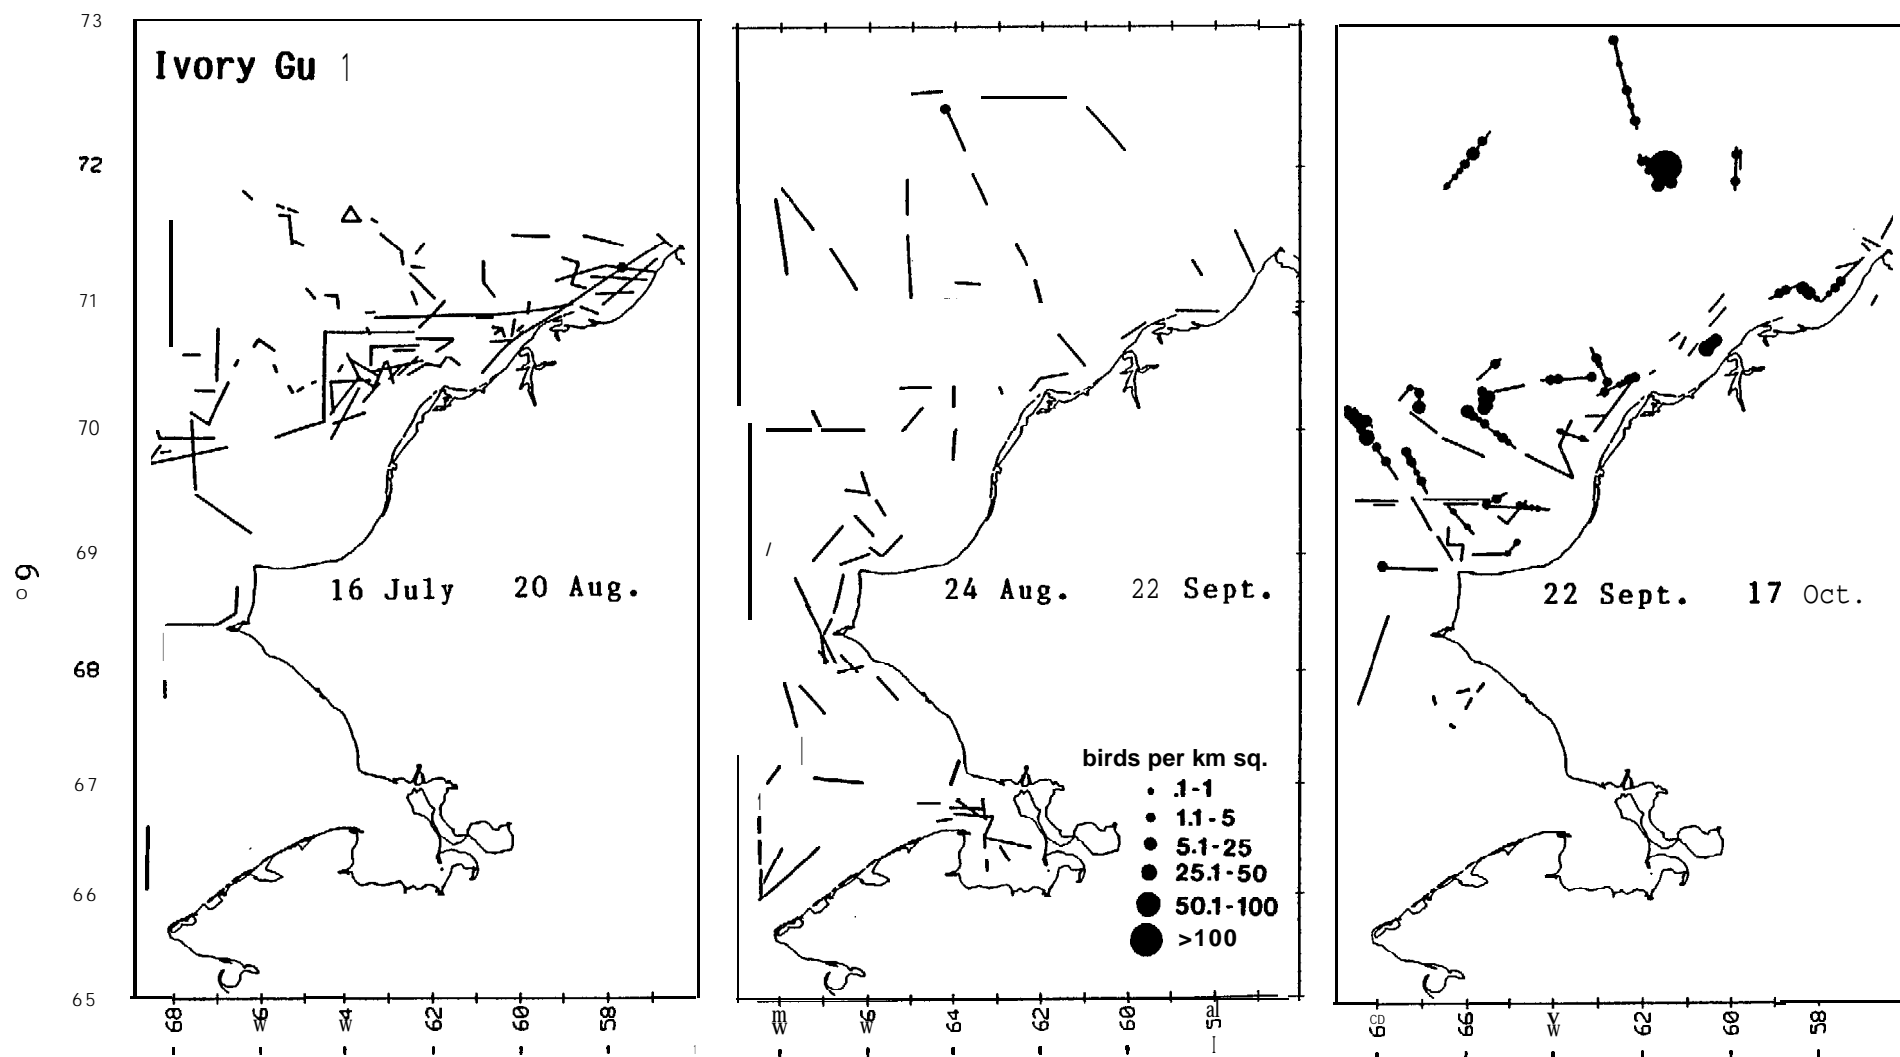 Ivory Gu 1
73
72
71
70
69
68
67
66
65
69
16 July 20 Aug.
24 Aug. 22 Sept.
22 Sept. 17 Oct.
birds per km sq.
.1-1
1.1-5
5.1-25
25.1-50
50.1-100
>100
68 62 60 58
64 62 60
66 62 60 58